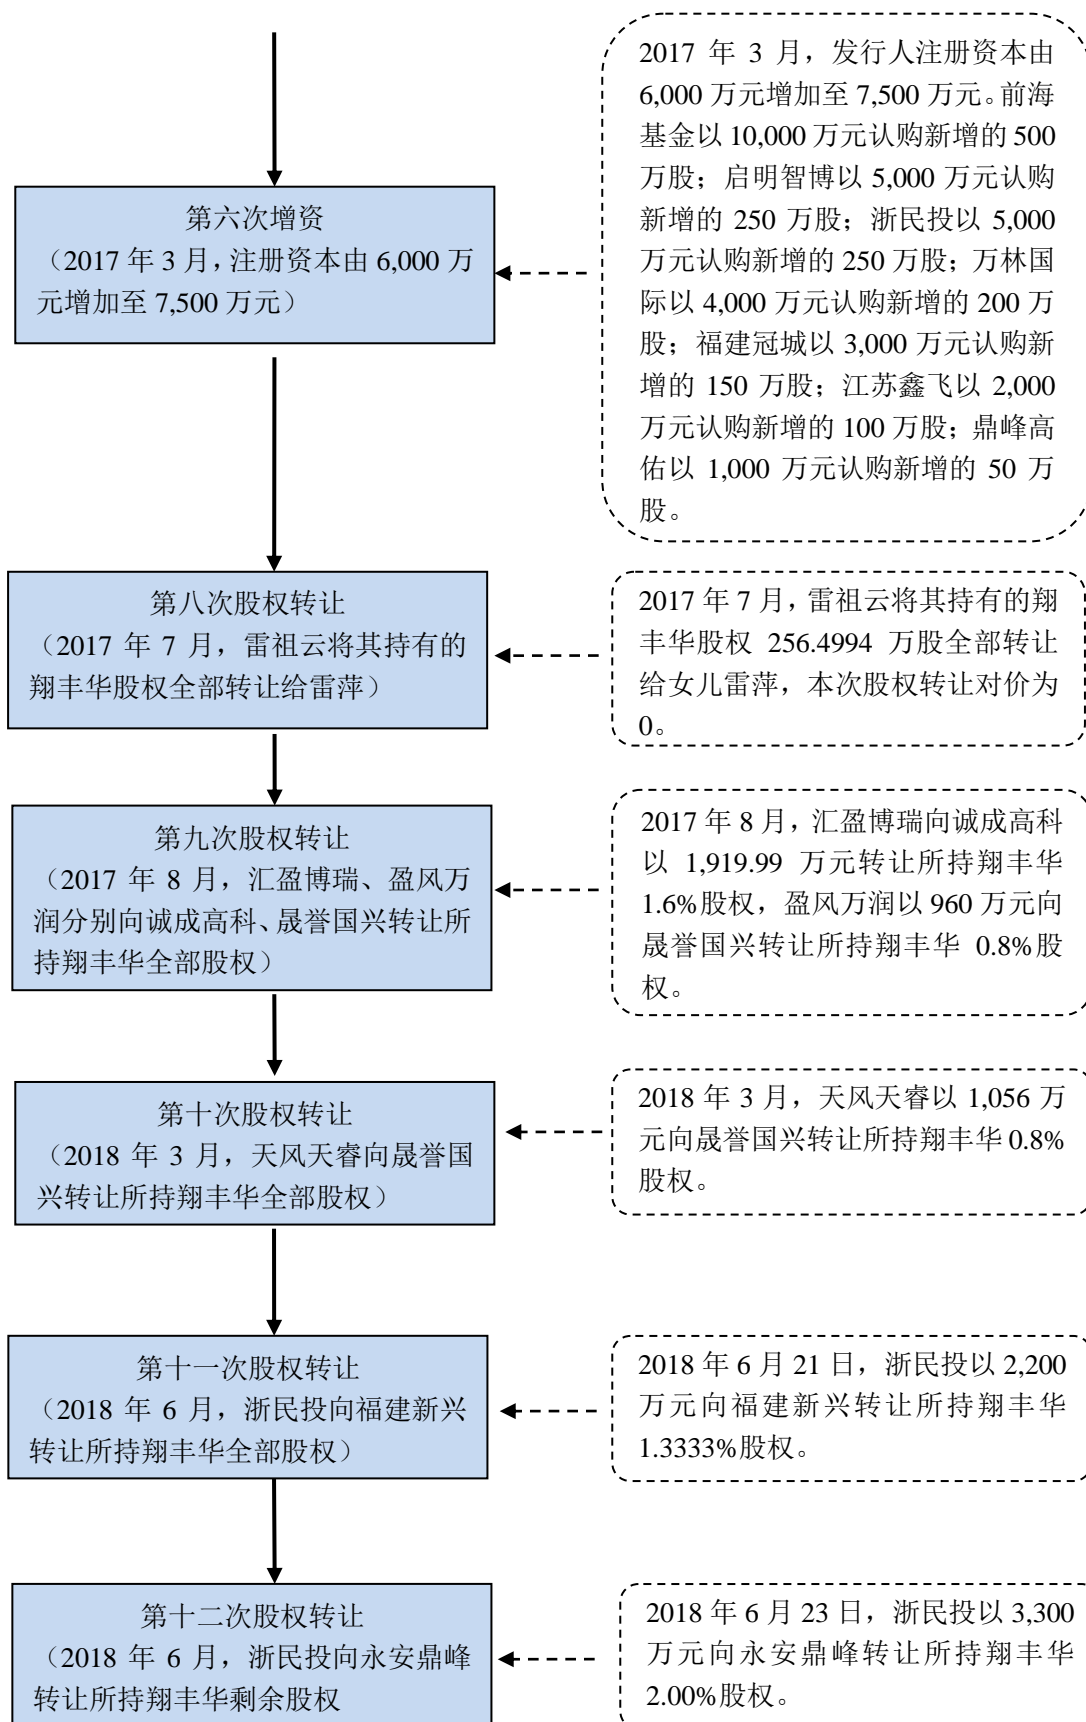 2017 年 3 月，发行人注册资本由
6,000 万元增加至 7,500 万元。前海
基金以 10,000 万元认购新增的 500
万股；启明智博以 5,000 万元认购
新增的 250 万股；浙民投以 5,000
万元认购新增的 250 万股；万林国
际以 4,000 万元认购新增的 200 万
股；福建冠城以 3,000 万元认购新
增的 150 万股；江苏鑫飞以 2,000
万元认购新增的 100 万股；鼎峰高
佑以 1,000 万元认购新增的 50 万
股。
第六次增资
（2017 年 3 月，注册资本由 6,000 万
元增加至 7,500 万元）
第八次股权转让
（2017 年 7 月，雷祖云将其持有的
翔丰华股权全部转让给雷萍）
2017 年 7 月，雷祖云将其持有的翔
丰华股权 256.4994 万股全部转让
给女儿雷萍，本次股权转让对价为
0。
第九次股权转让
（2017 年 8 月，汇盈博瑞、盈风万
润分别向诚成高科、晟誉国兴转让所
持翔丰华全部股权）
2017 年 8 月，汇盈博瑞向诚成高科
以 1,919.99 万元转让所持翔丰华
1.6%股权，盈风万润以 960 万元向
晟誉国兴转让所持翔丰华 0.8%股
权。
第十次股权转让
（2018 年 3 月，天风天睿向晟誉国
兴转让所持翔丰华全部股权）
2018 年 3 月，天风天睿以 1,056 万
元向晟誉国兴转让所持翔丰华 0.8%
股权。
第十一次股权转让
（2018 年 6 月，浙民投向福建新兴
转让所持翔丰华全部股权）
2018 年 6 月 21 日，浙民投以 2,200
万元向福建新兴转让所持翔丰华
1.3333%股权。
第十二次股权转让
（2018 年 6 月，浙民投向永安鼎峰
转让所持翔丰华剩余股权
2018 年 6 月 23 日，浙民投以 3,300
万元向永安鼎峰转让所持翔丰华
2.00%股权。